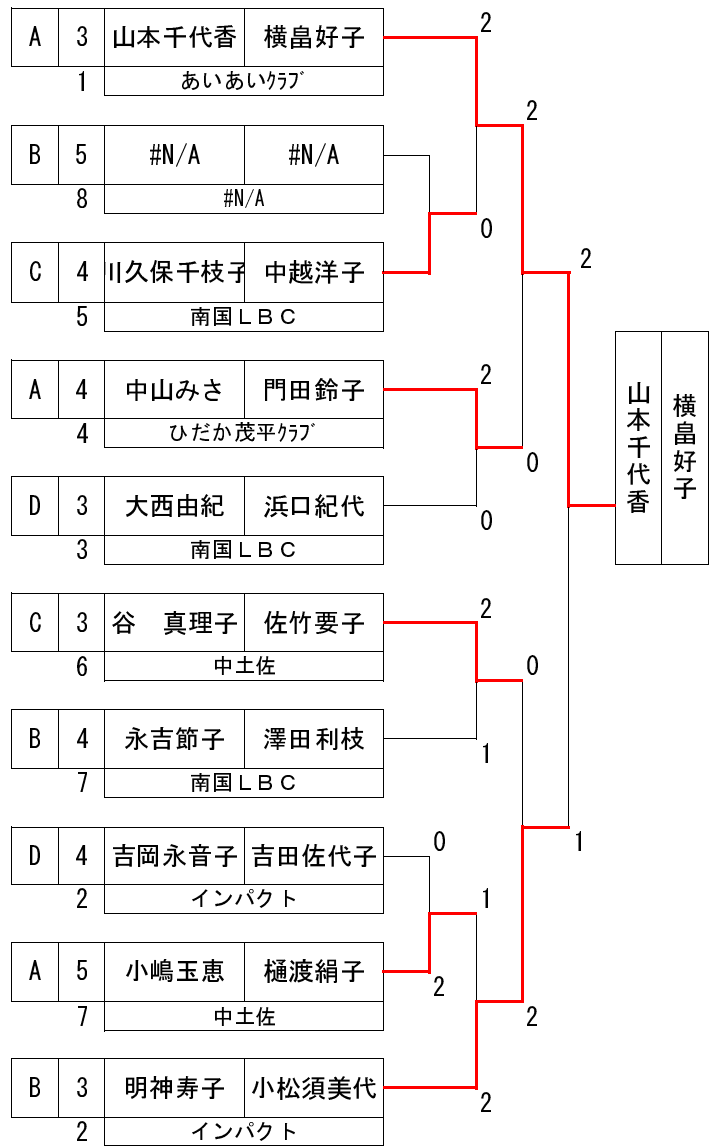 A 3 山本千代香 横畠好子
1 あいあいｸﾗﾌﾞ
2
2
B 5 #N/A #N/A
8 #N/A
0
C 4 川久保千枝子 中越洋子
5 南国ＬＢＣ
2
A 4 中山みさ 門田鈴子
4 ひだか茂平ｸﾗﾌﾞ
2
0
D 3 大西由紀 浜口紀代
3 南国ＬＢＣ
0
山本千代香
横畠好子
C 3 谷　真理子 佐竹要子
6 中土佐
2
0
B 4 永吉節子 澤田利枝
7 南国ＬＢＣ
1
D 4 吉岡永音子 吉田佐代子
2 インパクト
0
1
1
A 5 小嶋玉恵 樋渡絹子
7 中土佐
2
2
B 3 明神寿子 小松須美代
2 インパクト
2